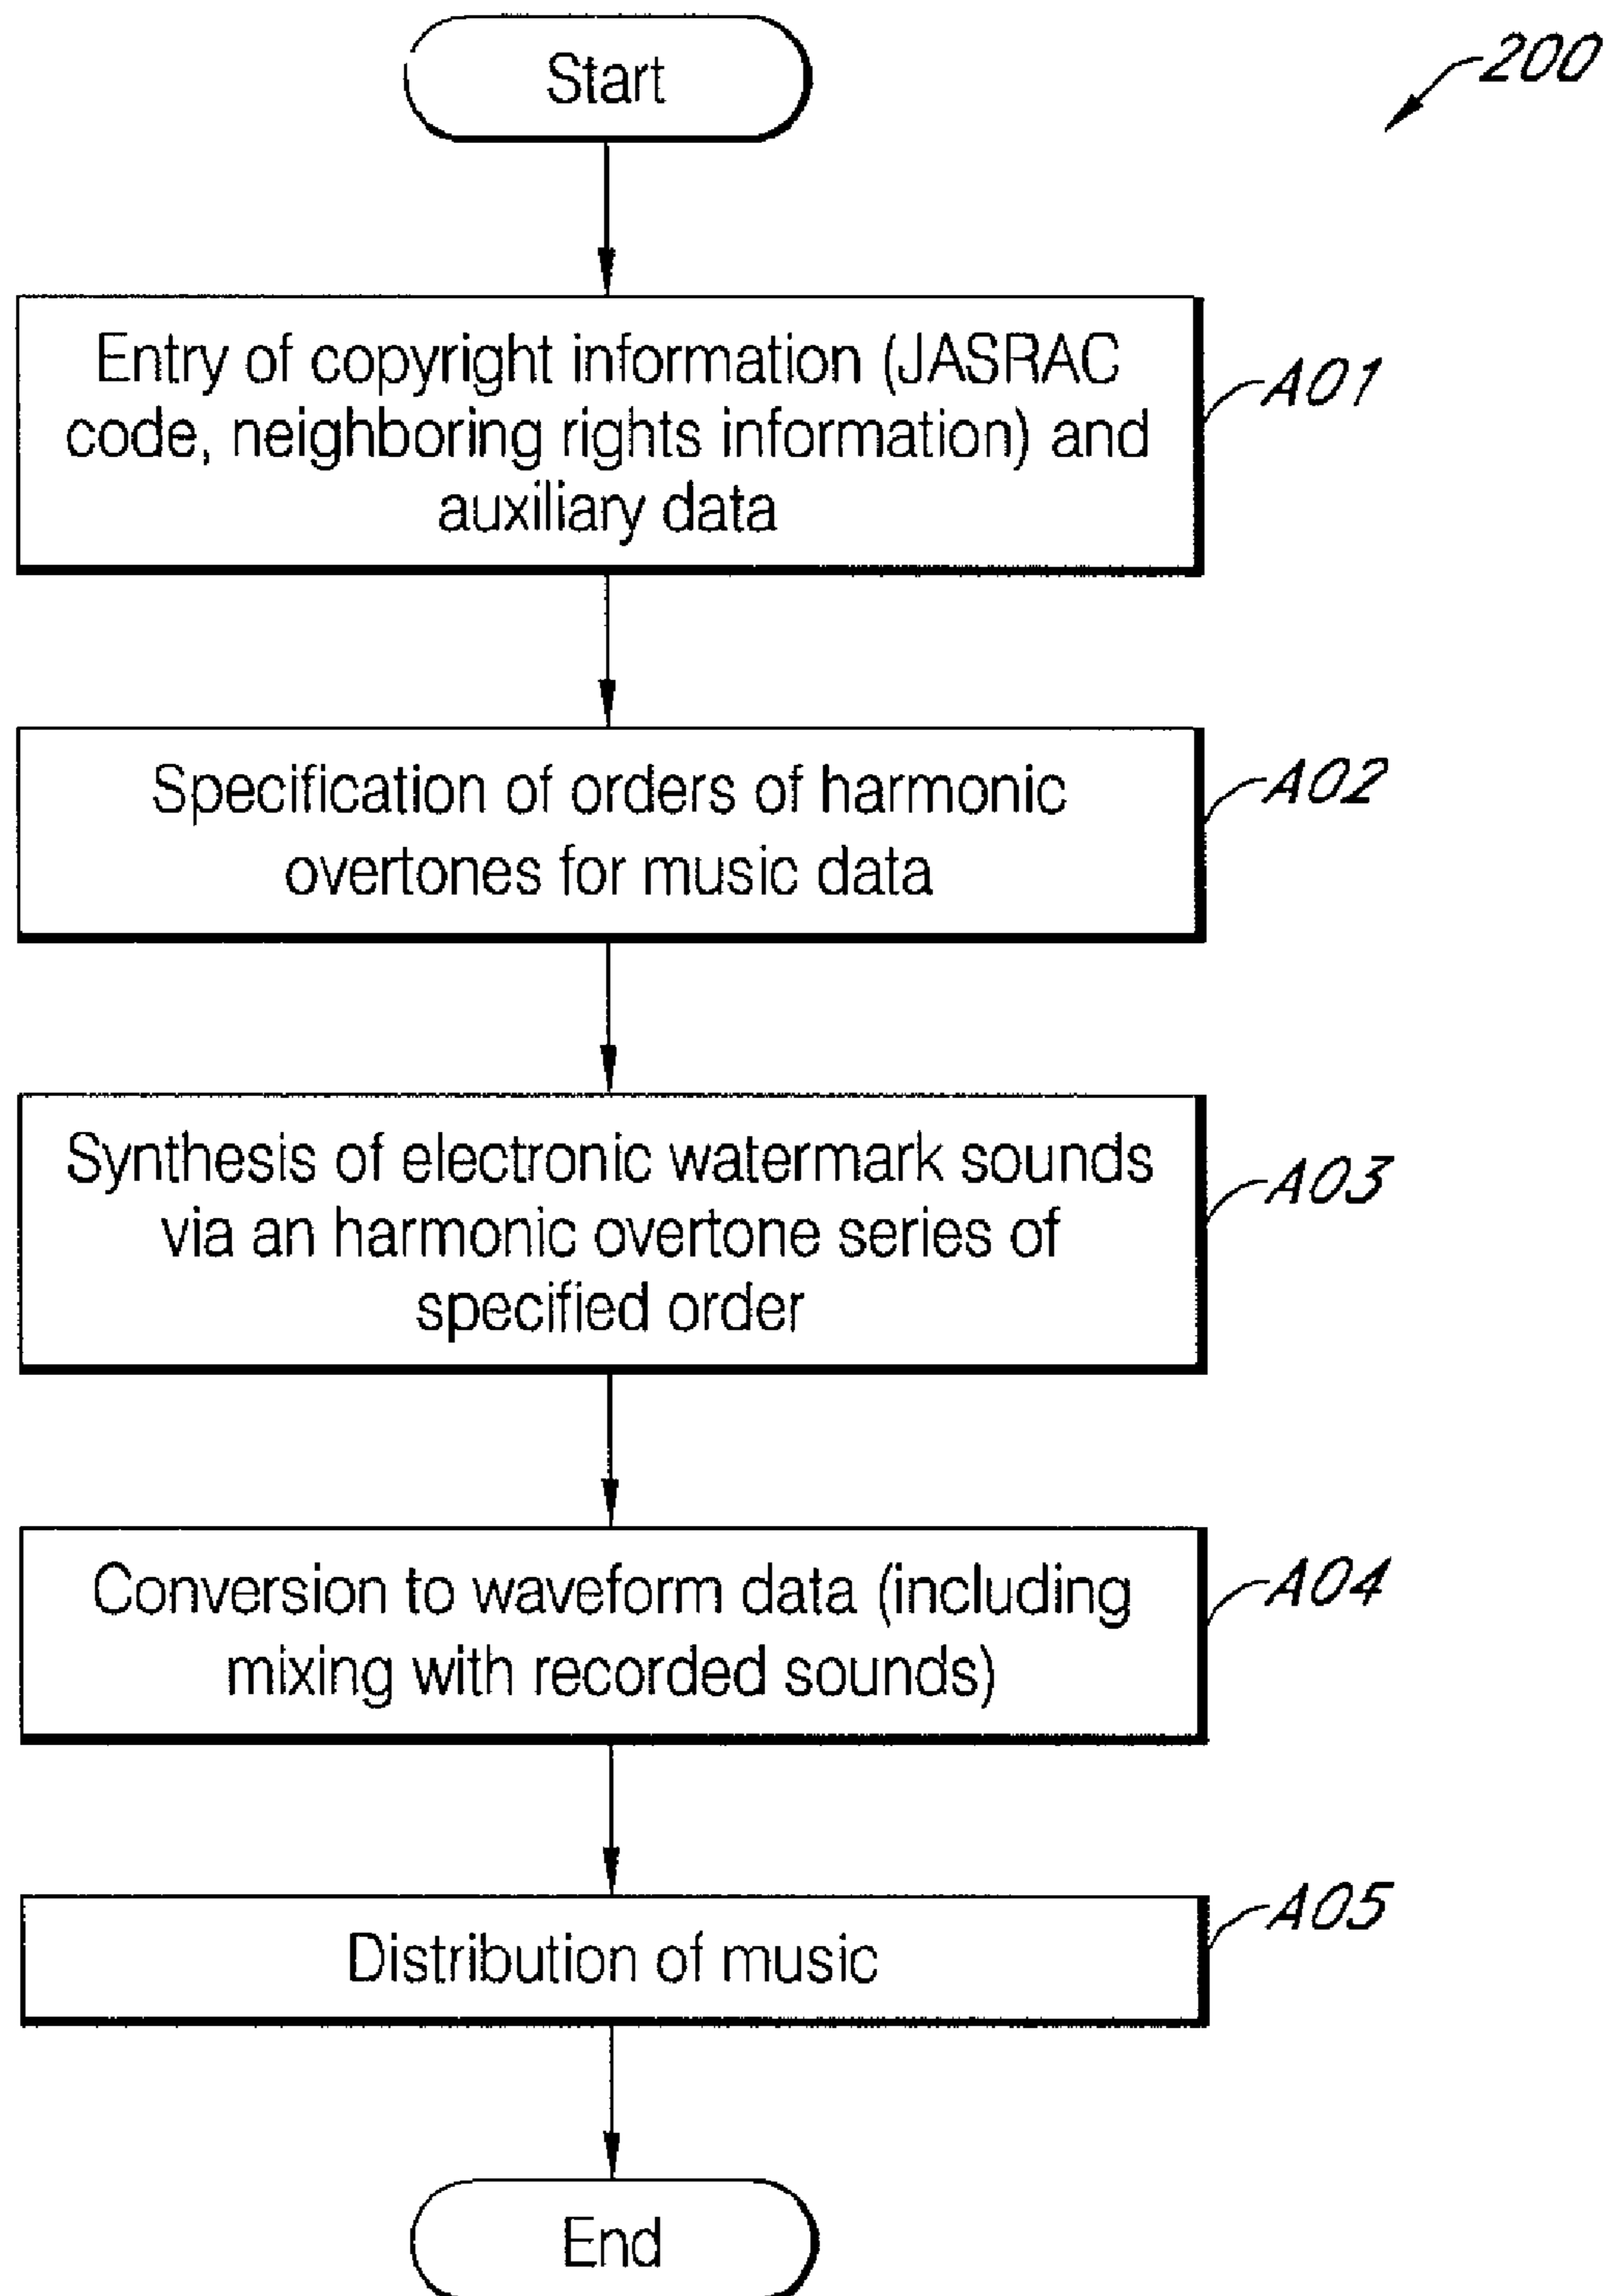 Start
200
Entry of copyright information (JASRAC
code, neighboring rights information) and
auxiliary data
A01
Specification of orders of harmonic
overtones for music data
A02
Synthesis of electronic watermark sounds
via an harmonic overtone series of
specified order
A03
Conversion to waveform data (including
mixing with recorded sounds)
A04
Distribution of music
A05
End